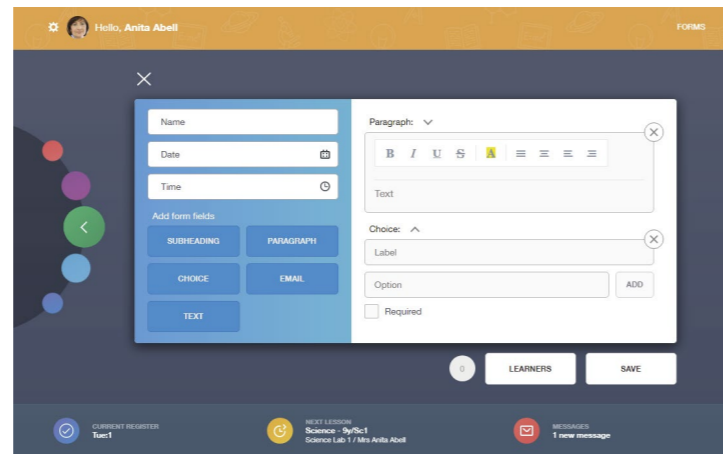 Hello, Anita Abell
FORMS
Name
Date
Time
Add form fields
SUBHEADING
PARAGRAPH
CHOICE
EMAIL
TEXT
Paragraph:
B I U S A
Text
Choice:
Label
Option
ADD
Required
0
LEARNERS
SAVE
CURRENT REGISTER
Tue:1
NEXT LESSON
Science - 9y/Sc1
Science Lab 1 / Mrs Anita Abell
MESSAGES
1 new message